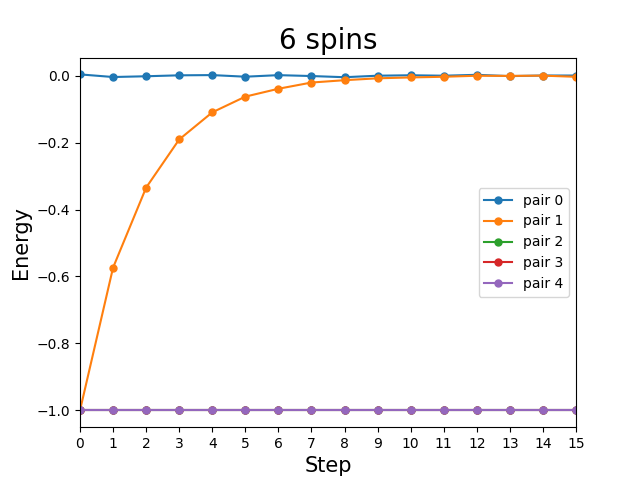 6 spins
Energy
0.0
−0.2
−0.4
−0.6
−0.8
−1.0
pair 0
pair 1
pair 2
pair 3
pair 4
0 1 2 3 4 5 6 7 8 9 10 11 12 13 14 15
Step